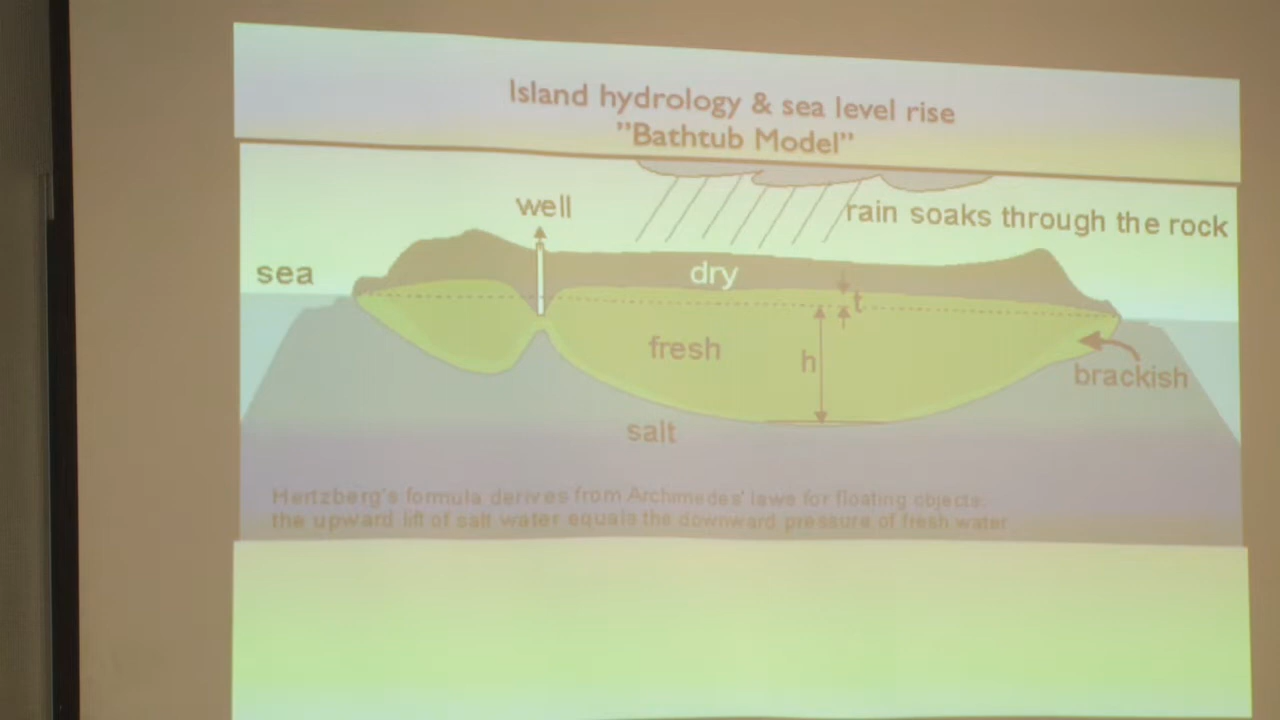 Island hydrology & sea level rise
"Bathtub Model"
well
rain soaks through the rock
sea
dry
t
fresh
h
brackish
salt
Hertzberg's formula derives from Archimedes' laws for floating objects:
the upward lift of salt water equals the downward pressure of fresh water